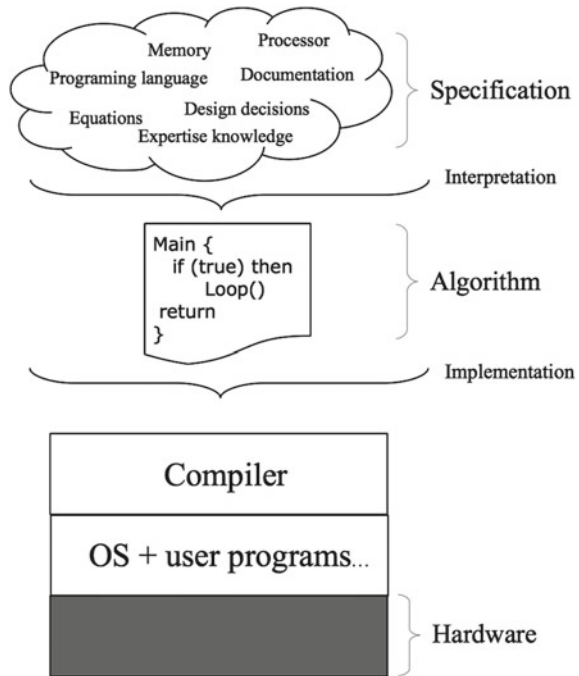 Memory
Processor
Programing language
Documentation
Equations
Design decisions
Expertise knowledge
Specification
Interpretation
Main {
if (true) then
Loop()
return
}
Algorithm
Implementation
Compiler
OS + user programs...
Hardware